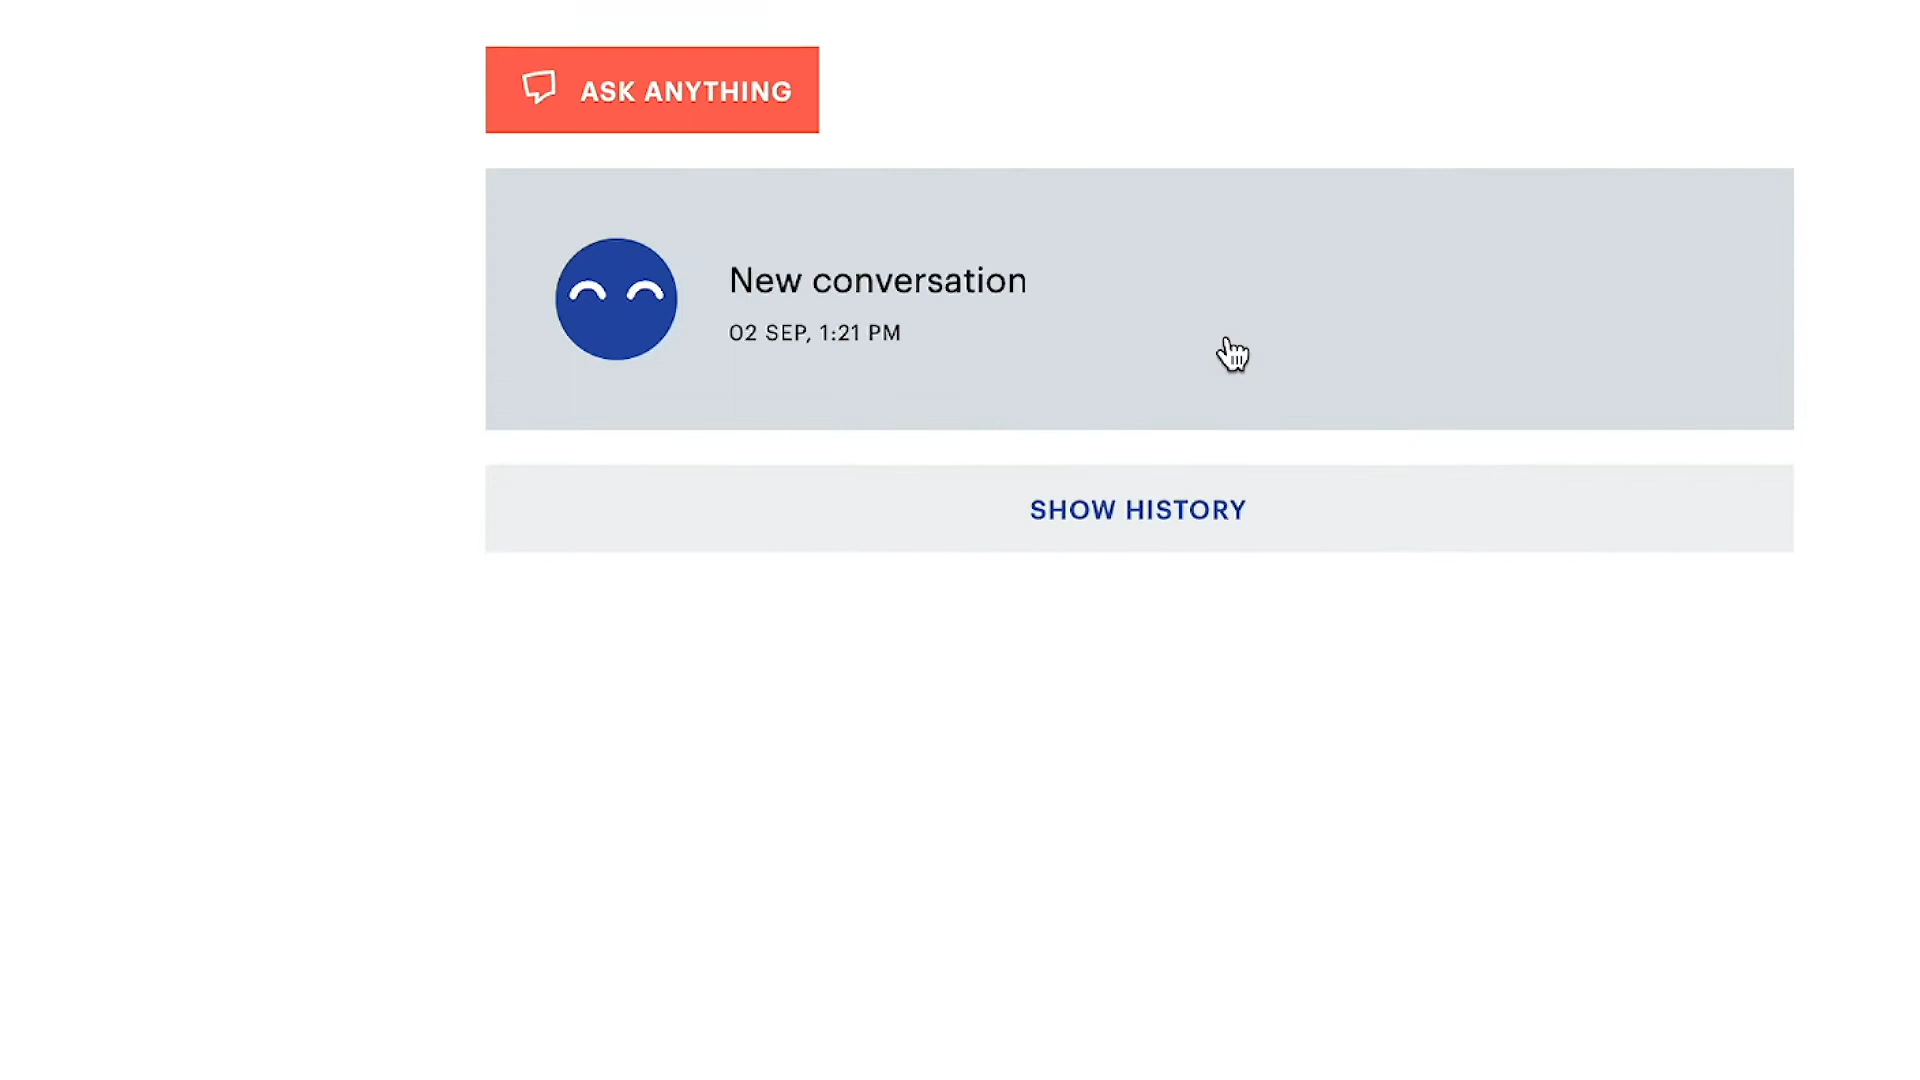 ASK ANYTHING
New conversation
02 SEP, 1:21 PM
SHOW HISTORY